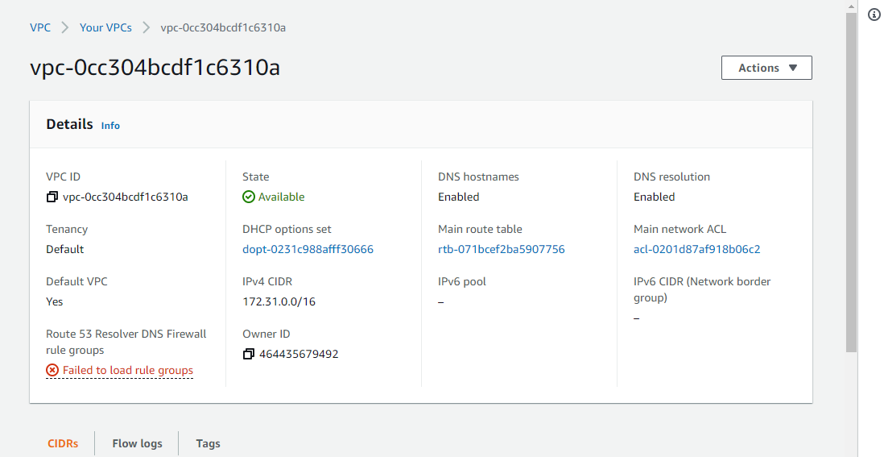 VPC > Your VPCs > vpc-0cc304bcdf1c6310a
vpc-0cc304bcdf1c6310a
Actions
Details Info
VPC ID
vpc-0cc304bcdf1c6310a
State
Available
DNS hostnames
Enabled
DNS resolution
Enabled
Tenancy
Default
DHCP options set
dopt-0231c988afff30666
Main route table
rtb-071bcef2ba5907756
Main network ACL
acl-0201d87af918b06c2
Default VPC
Yes
IPv4 CIDR
172.31.0.0/16
IPv6 pool
–
IPv6 CIDR (Network border
group)
–
Route 53 Resolver DNS Firewall
rule groups
Failed to load rule groups
Owner ID
464435679492
CIDRs Flow logs Tags